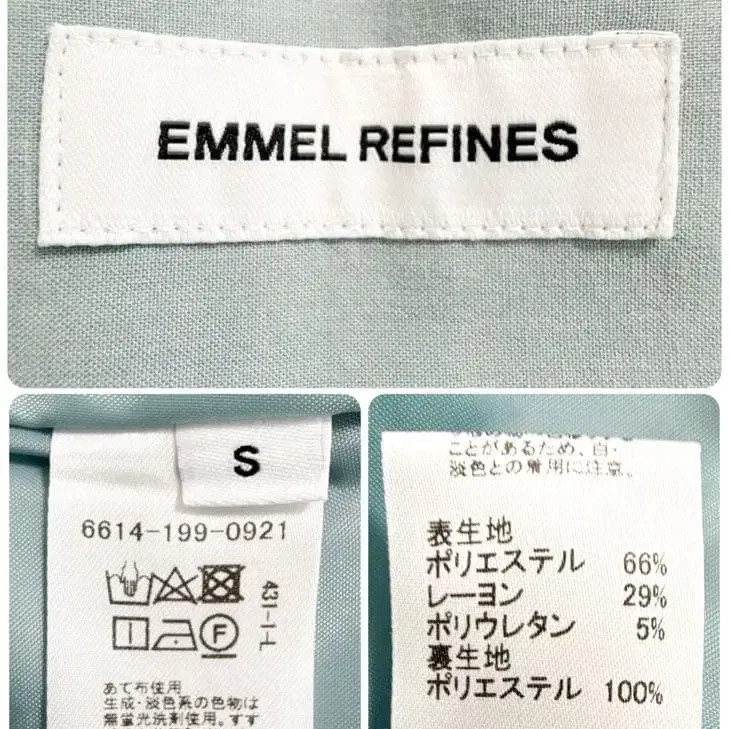 EMMEL REFINES
S
6614-199-0921
431-1-L
F
あて布使用
生成・淡色系の色物は
無蛍光洗剤使用。すす
ことがあるため、白・
淡色との着用に注意。
表生地
ポリエステル 66%
レーヨン 29%
ポリウレタン 5%
裏生地
ポリエステル 100%